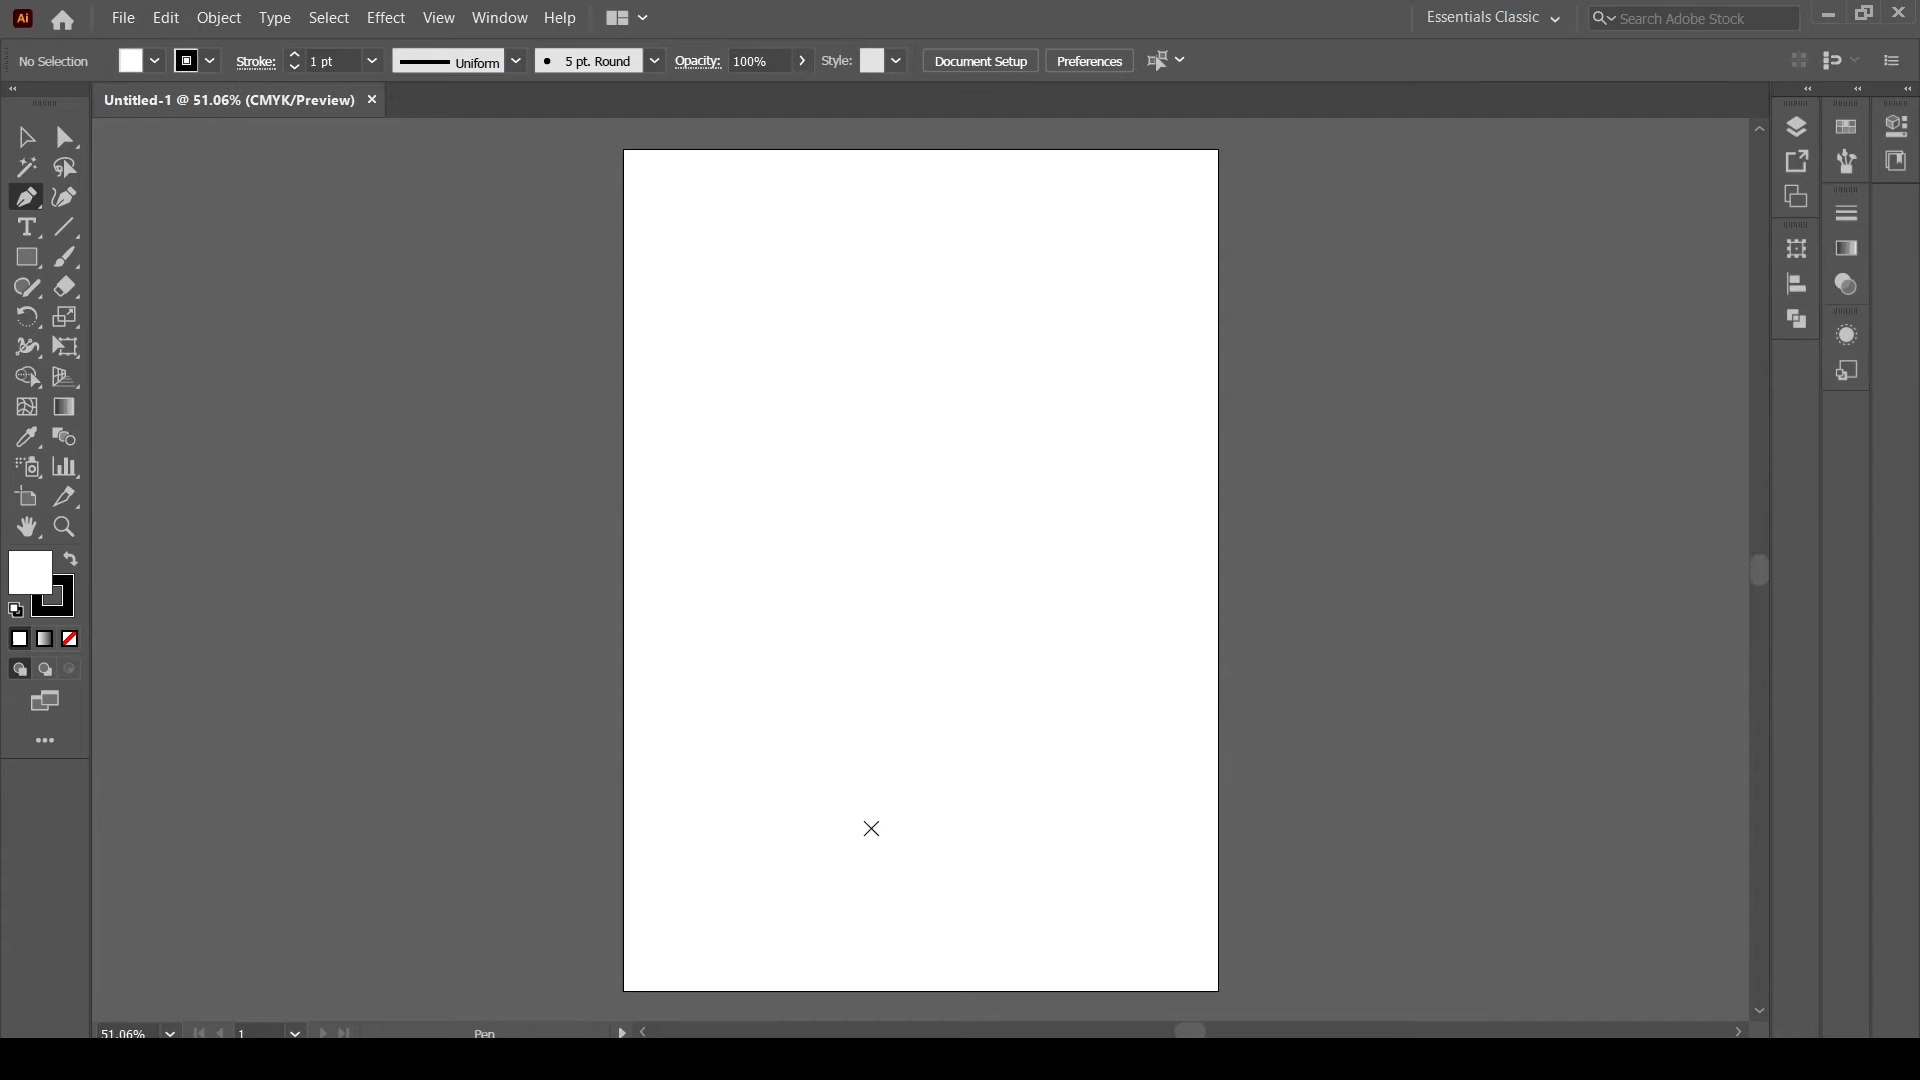 Ai File Edit Object Type Select Effect View Window Help Essentials Classic Search Adobe Stock
No Selection Stroke: 1 pt Uniform 5 pt. Round Opacity: 100% Style: Document Setup Preferences
Untitled-1 @ 51.06% (CMYK/Preview)
51.06% 1 Pen